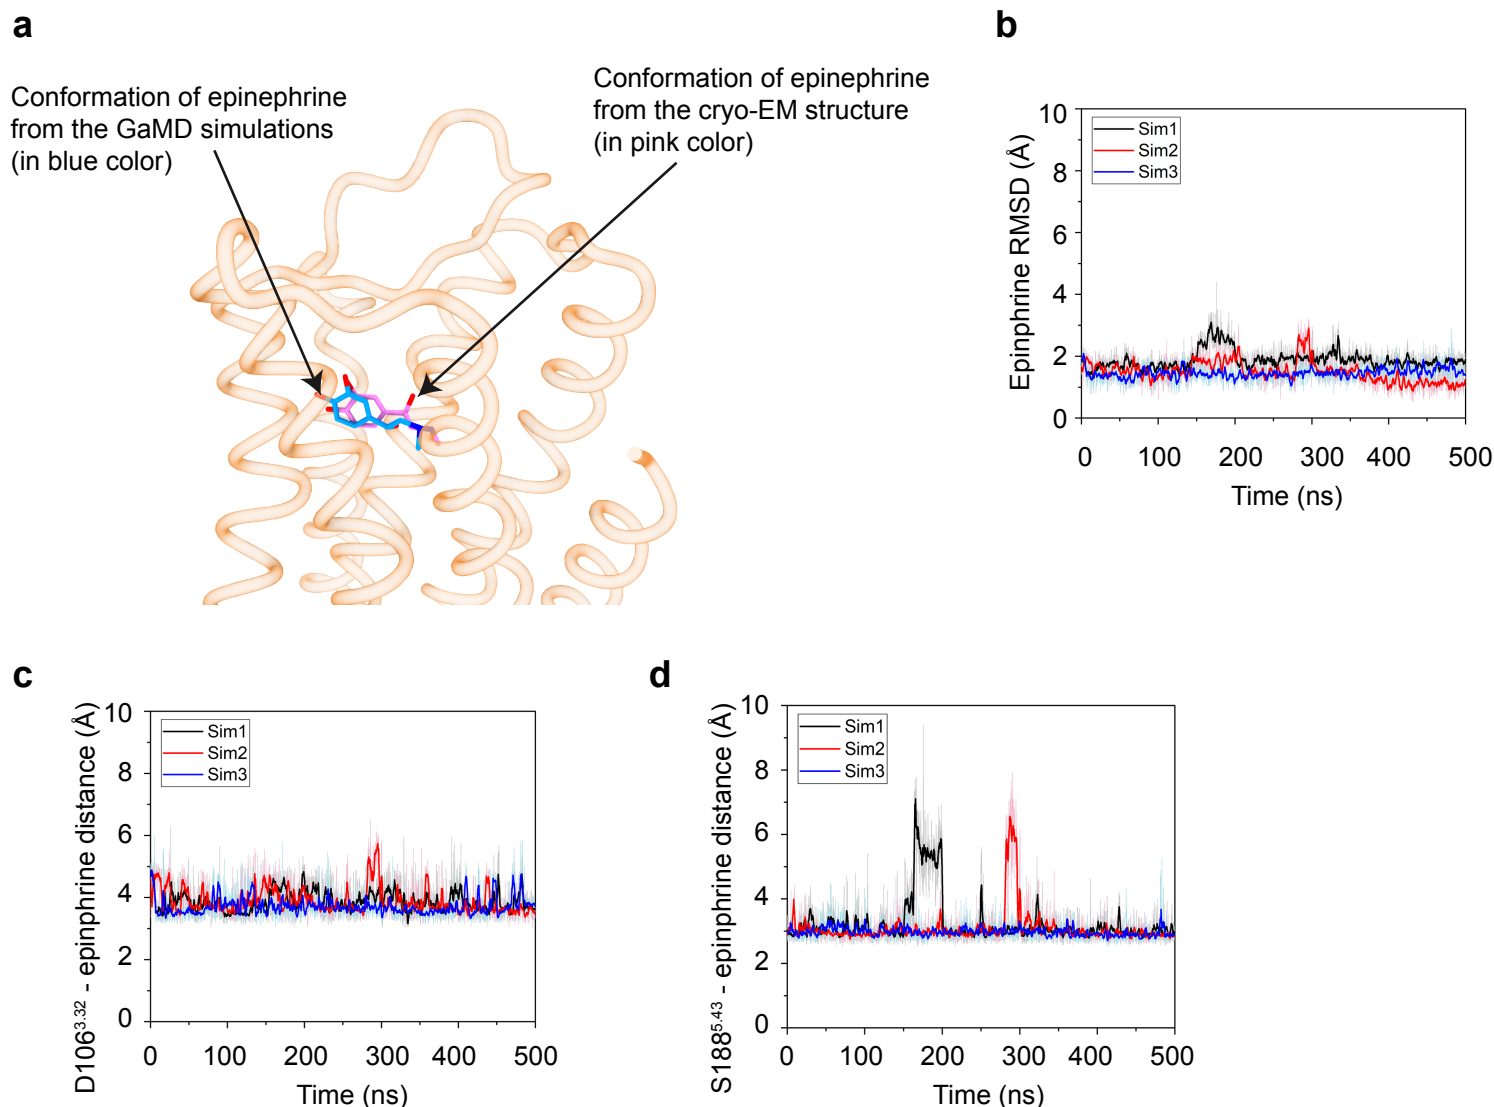 a
Conformation of epinephrine
from the GaMD simulations
(in blue color)
Conformation of epinephrine
from the cryo-EM structure
(in pink color)
b
Epinphrine RMSD (Å)
10
8
6
4
2
0
Sim1
Sim2
Sim3
0 100 200 300 400 500
Time (ns)
c
D1063.32 - epinphrine distance (Å)
10
8
6
4
2
0
Sim1
Sim2
Sim3
0 100 200 300 400 500
Time (ns)
d
S1885.43 - epinphrine distance (Å)
10
8
6
4
2
0
Sim1
Sim2
Sim3
0 100 200 300 400 500
Time (ns)